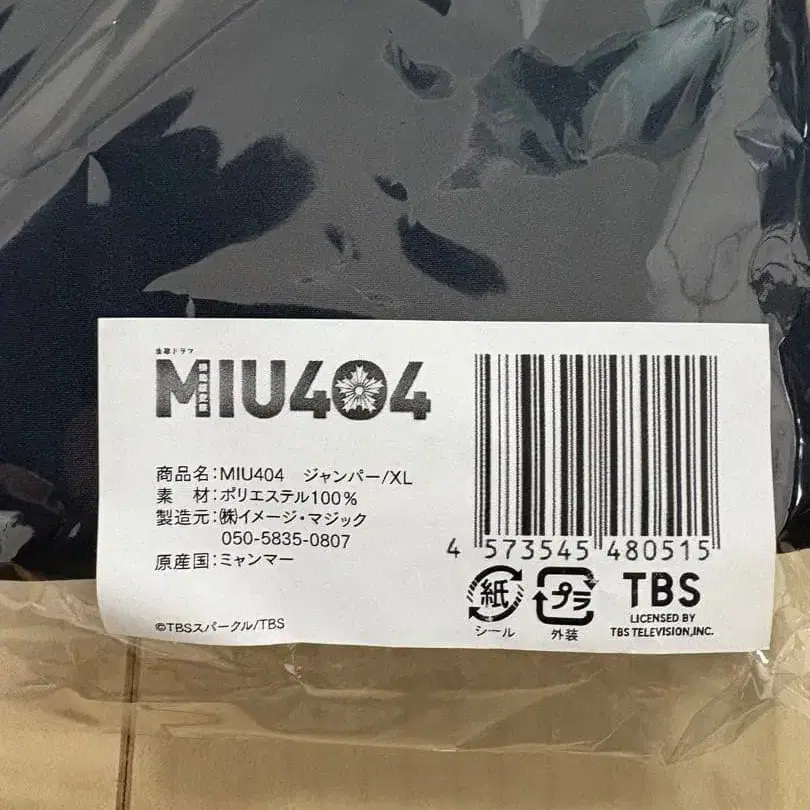 金曜ドラマ
MIU404
商品名:MIU404 ジャンパー/XL
素 材:ポリエステル100%
製造元:㈱イメージ・マジック
050-5835-0807
原産国:ミャンマー
©TBSスパークル/TBS
4 573545 480515
紙
シール
プラ
外装
TBS
LICENSED BY
TBS TELEVISION,INC.